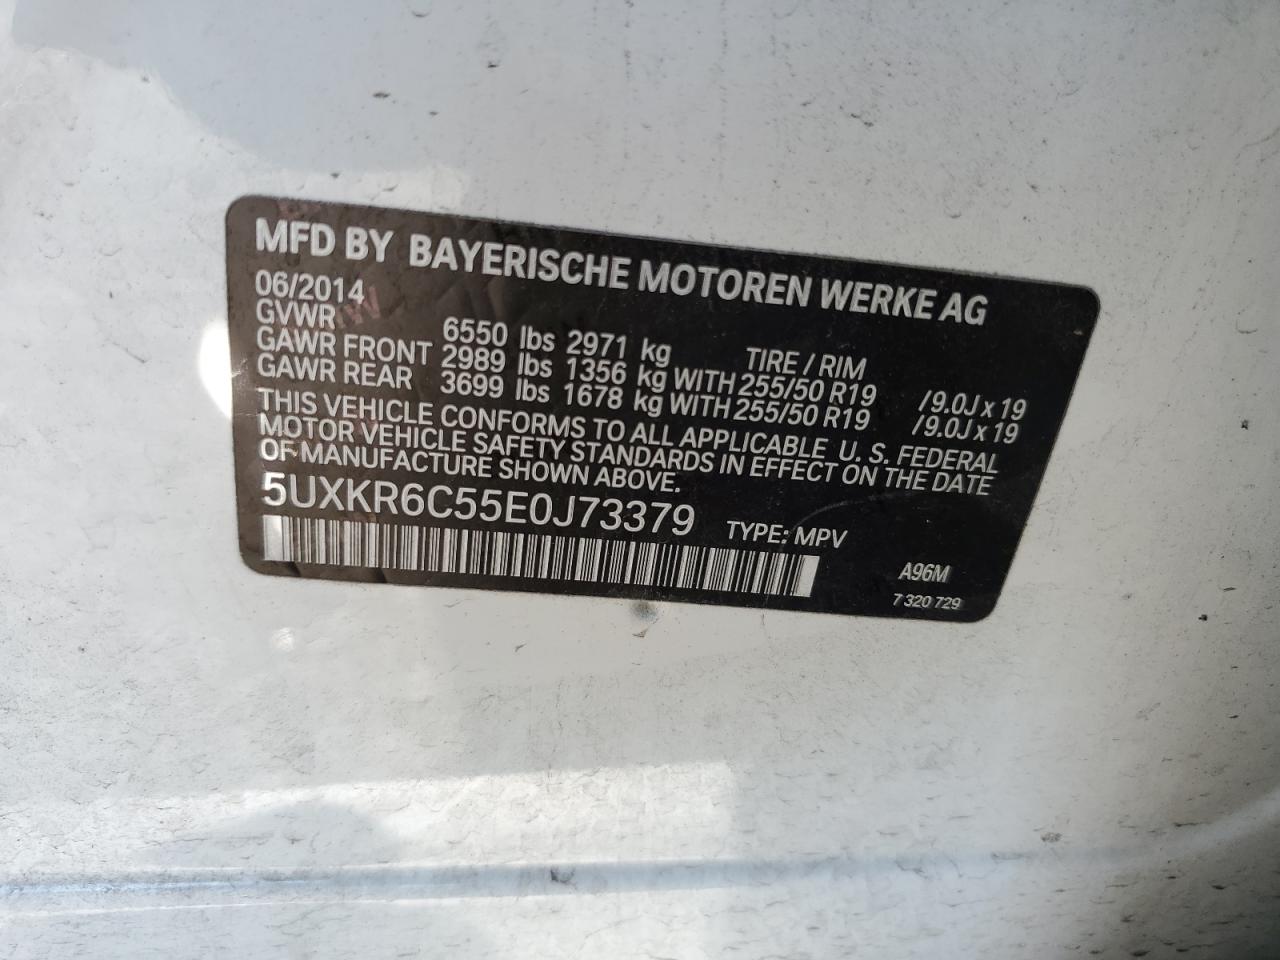 MFD BY BAYERISCHE MOTOREN WERKE AG
06/2014
GVWR 6550 lbs 2971 kg TIRE / RIM
GAWR FRONT 2989 lbs 1356 kg WITH 255/50 R19 /9.0J x 19
GAWR REAR 3699 lbs 1678 kg WITH 255/50 R19 /9.0J x 19
THIS VEHICLE CONFORMS TO ALL APPLICABLE U. S. FEDERAL
MOTOR VEHICLE SAFETY STANDARDS IN EFFECT ON THE DATE
OF MANUFACTURE SHOWN ABOVE.
5UXKR6C55E0J73379 TYPE: MPV
A96M
7 320 729